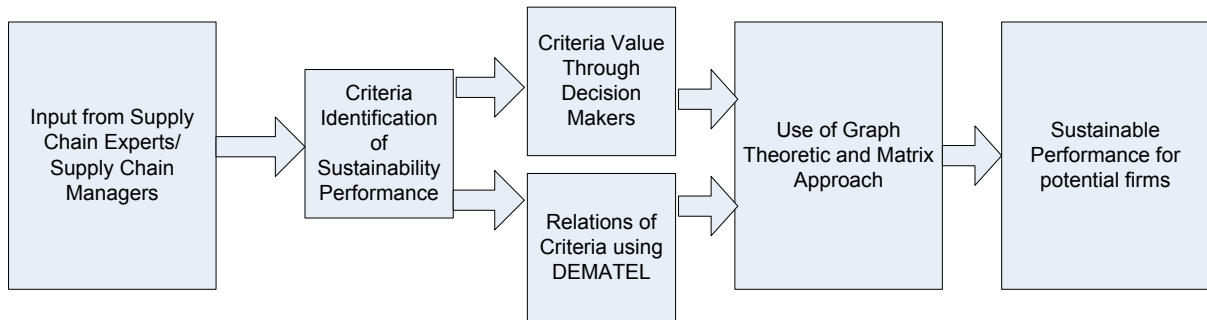 Input from Supply
Chain Experts/
Supply Chain
Managers
Criteria
Identification of
Sustainability
Performance
Criteria Value
Through
Decision
Makers
Relations of
Criteria using
DEMATEL
Use of Graph
Theoretic and Matrix
Approach
Sustainable
Performance for
potential firms